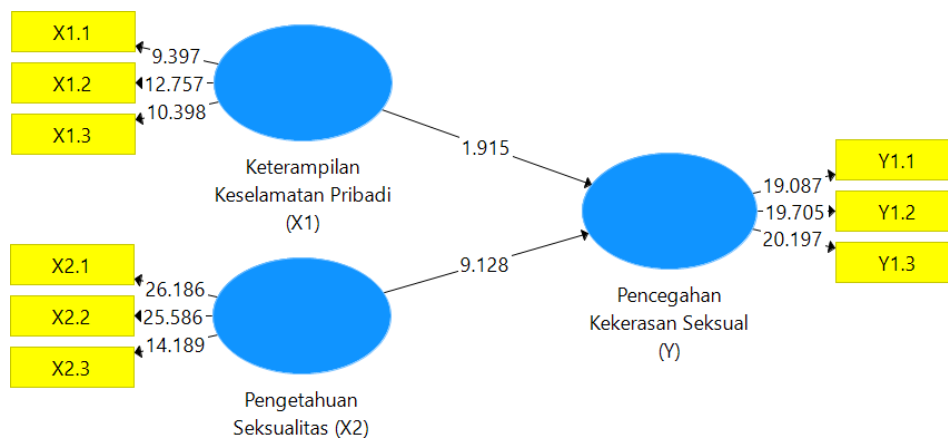 X1.1
9.397
X1.2
12.757
10.398
X1.3
Keterampilan
Keselamatan Pribadi
(X1)
1.915
X2.1
26.186
X2.2
25.586
14.189
X2.3
Pengetahuan
Seksualitas (X2)
9.128
Pencegahan
Kekerasan Seksual
(Y)
19.087
Y1.1
19.705
Y1.2
20.197
Y1.3